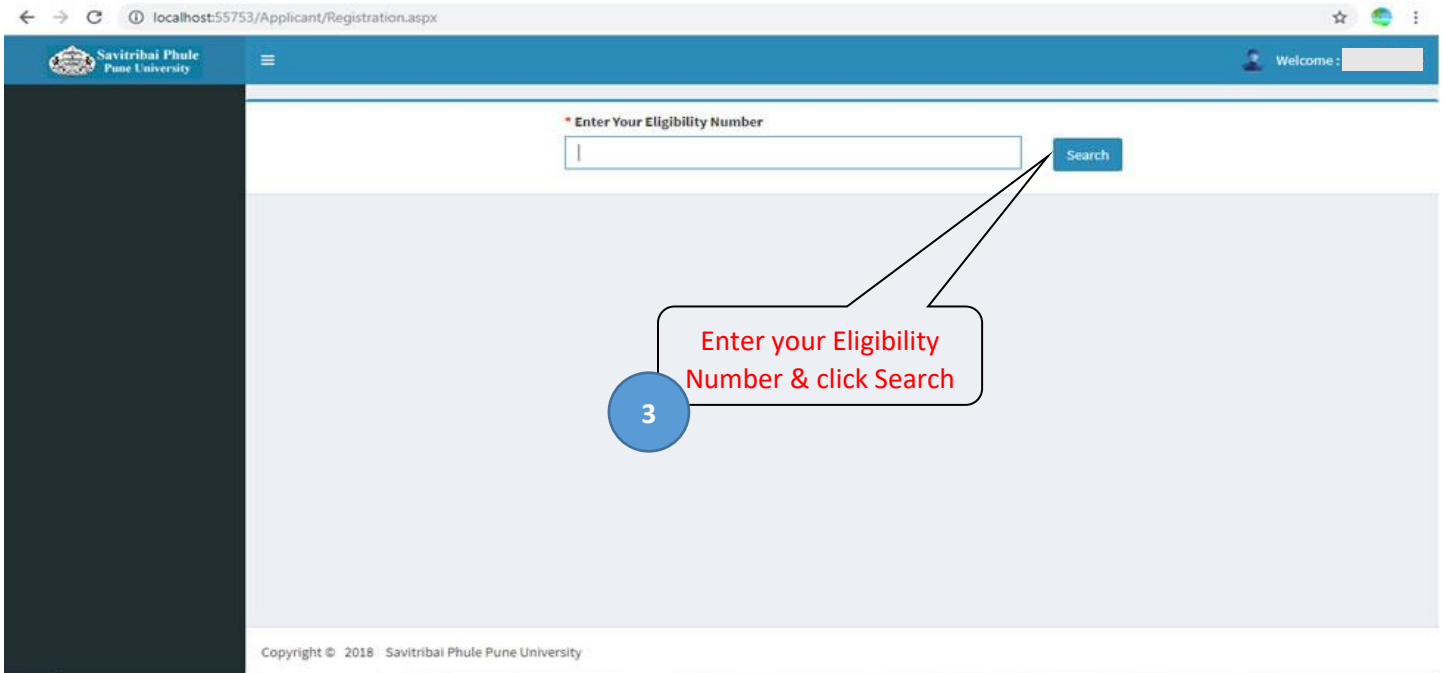 localhost:55753/Applicant/Registration.aspx
Savitribai Phule
Pune University
Welcome :
* Enter Your Eligibility Number
Search
Enter your Eligibility
Number & click Search
3
Copyright © 2018 Savitribai Phule Pune University